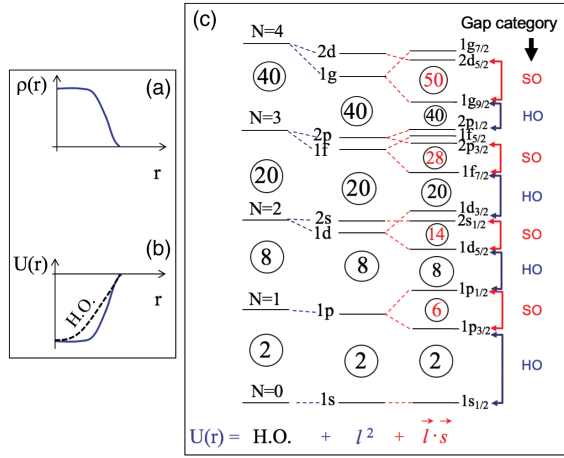 (a)
ρ(r)
r
(b)
U(r)
r
H.O.
(c)
Gap category
N=4
2d
1g
1g7/2
2d5/2
40
50
SO
1g9/2
40
40
HO
2p1/2
N=3
2p
1f
1f5/2
2p3/2
28
SO
1f7/2
20
20
20
HO
1d3/2
N=2
2s
1d
2s1/2
14
SO
1d5/2
8
8
8
HO
1p1/2
N=1
1p
6
SO
1p3/2
2
2
2
HO
N=0
1s
1s1/2
U(r) = H.O. + l² + l · s